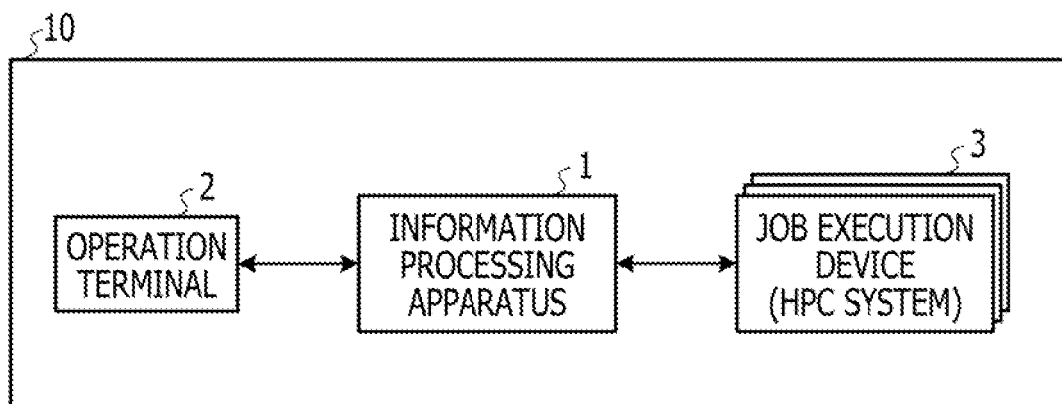 10
2
OPERATION
TERMINAL
1
INFORMATION
PROCESSING
APPARATUS
3
JOB EXECUTION
DEVICE
(HPC SYSTEM)